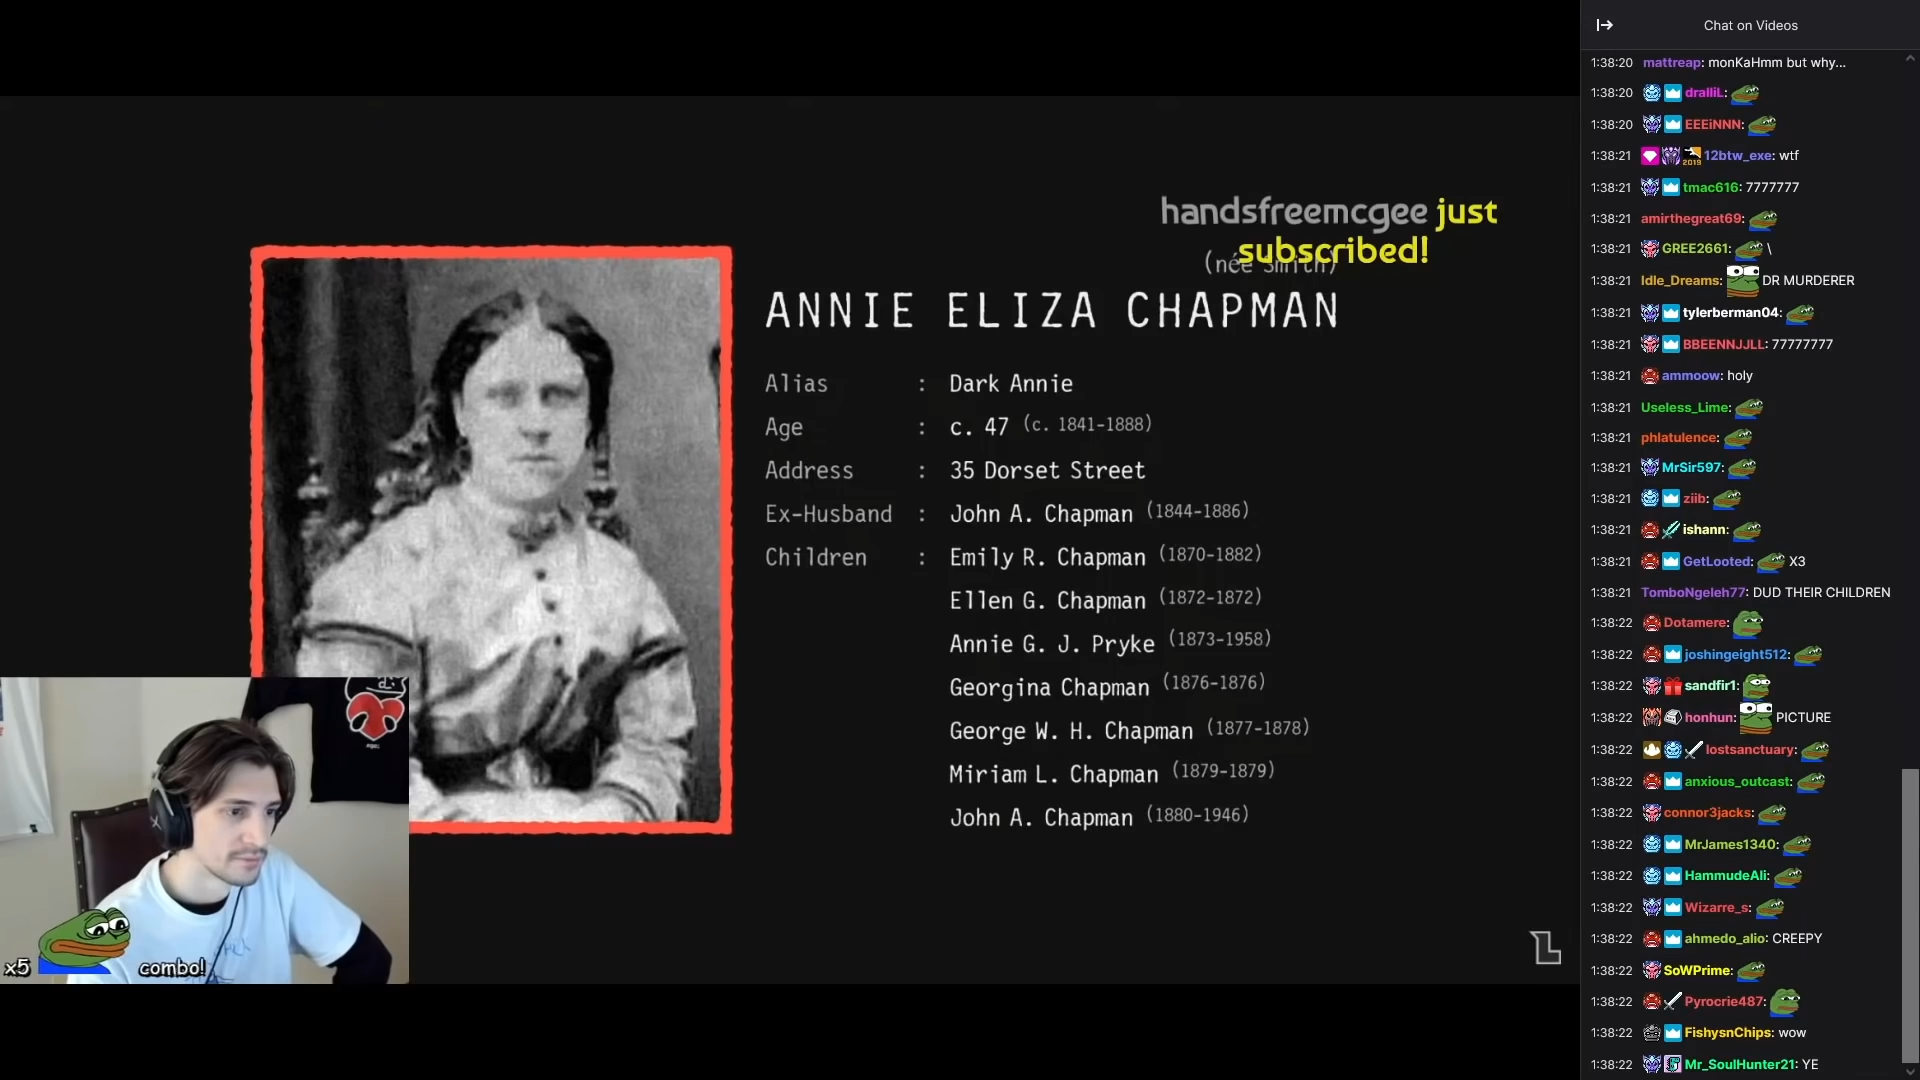 handsfreemcgee just
subscribed!
(née Smith)
ANNIE ELIZA CHAPMAN
Alias : Dark Annie
Age : c. 47 (c. 1841-1888)
Address : 35 Dorset Street
Ex-Husband : John A. Chapman (1844-1886)
Children : Emily R. Chapman (1870-1882)
Ellen G. Chapman (1872-1872)
Annie G. J. Pryke (1873-1958)
Georgina Chapman (1876-1876)
George W. H. Chapman (1877-1878)
Miriam L. Chapman (1879-1879)
John A. Chapman (1880-1946)
x5 combo!
Chat on Videos
1:38:20 mattreap: monKaHmm but why...
1:38:20 dralliL:
1:38:20 EEEiNNN:
1:38:21 2019 12btw_exe: wtf
1:38:21 tmac616: 7777777
1:38:21 amirthegreat69:
1:38:21 GREE2661: \
1:38:21 Idle_Dreams: DR MURDERER
1:38:21 tylerberman04:
1:38:21 BBEENNJJLL: 77777777
1:38:21 ammoow: holy
1:38:21 Useless_Lime:
1:38:21 phlatulence:
1:38:21 MrSir597:
1:38:21 ziib:
1:38:21 ishann:
1:38:21 GetLooted: X3
1:38:21 TomboNgeleh77: DUD THEIR CHILDREN
1:38:22 Dotamere:
1:38:22 joshingeight512:
1:38:22 sandfir1:
1:38:22 honhun: PICTURE
1:38:22 lostsanctuary:
1:38:22 anxious_outcast:
1:38:22 connor3jacks:
1:38:22 MrJames1340:
1:38:22 HammudeAli:
1:38:22 Wizarre_s:
1:38:22 ahmedo_alio: CREEPY
1:38:22 SoWPrime:
1:38:22 Pyrocrie487:
1:38:22 FishysnChips: wow
1:38:22 Mr_SoulHunter21: YE